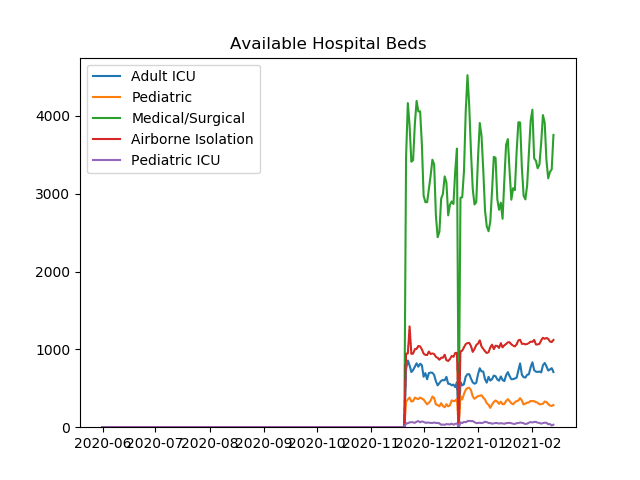 Available Hospital Beds
Adult ICU
Pediatric
Medical/Surgical
Airborne Isolation
Pediatric ICU
4000
3000
2000
1000
0
2020-06 2020-07 2020-08 2020-09 2020-10 2020-11 2020-12 2021-01 2021-02